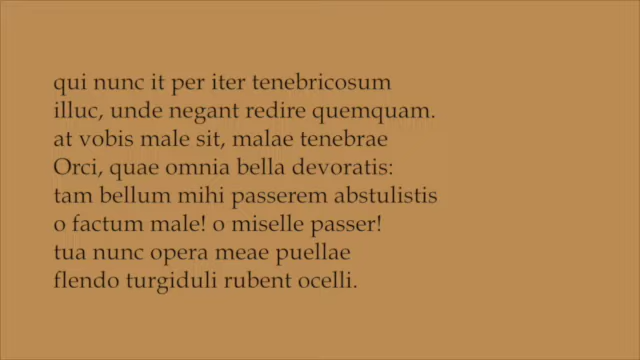 qui nunc it per iter tenebricosum
illuc, unde negant redire quemquam.
at vobis male sit, malae tenebrae
Orci, quae omnia bella devoratis:
tam bellum mihi passerem abstulistis
o factum male! o miselle passer!
tua nunc opera meae puellae
flendo turgiduli rubent ocelli.